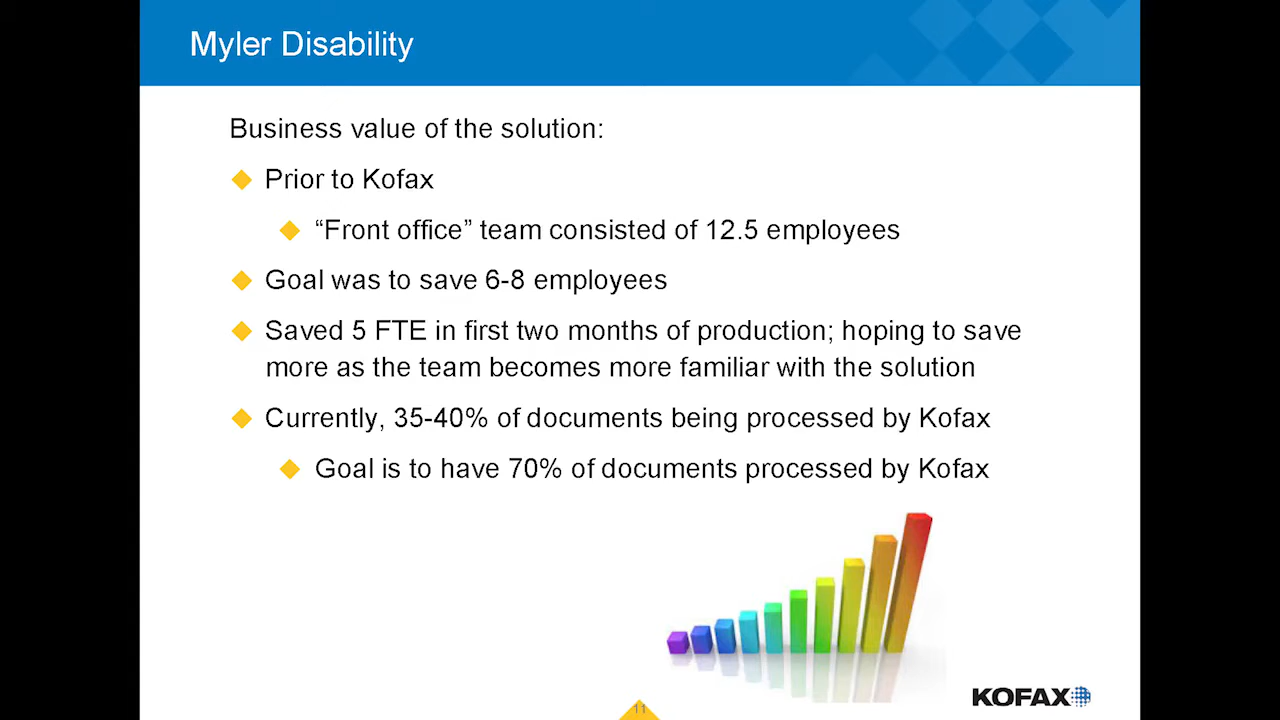 Myler Disability
Business value of the solution:
Prior to Kofax
“Front office” team consisted of 12.5 employees
Goal was to save 6-8 employees
Saved 5 FTE in first two months of production; hoping to save
more as the team becomes more familiar with the solution
Currently, 35-40% of documents being processed by Kofax
Goal is to have 70% of documents processed by Kofax
KOFAX
11